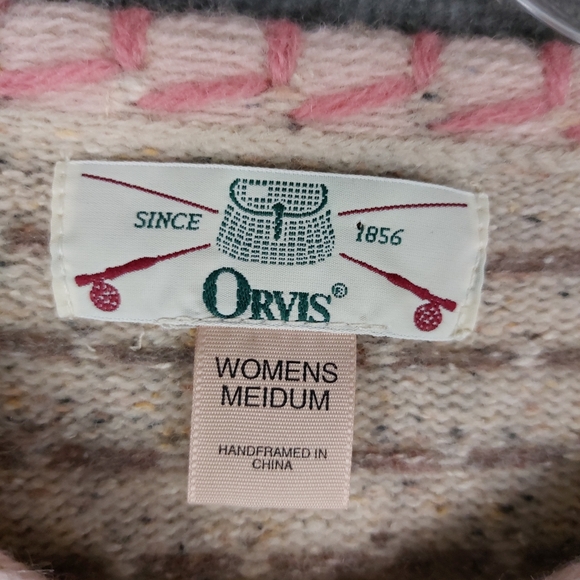 SINCE 1856
ORVIS®
WOMENS
MEIDUM
HANDFRAMED IN
CHINA